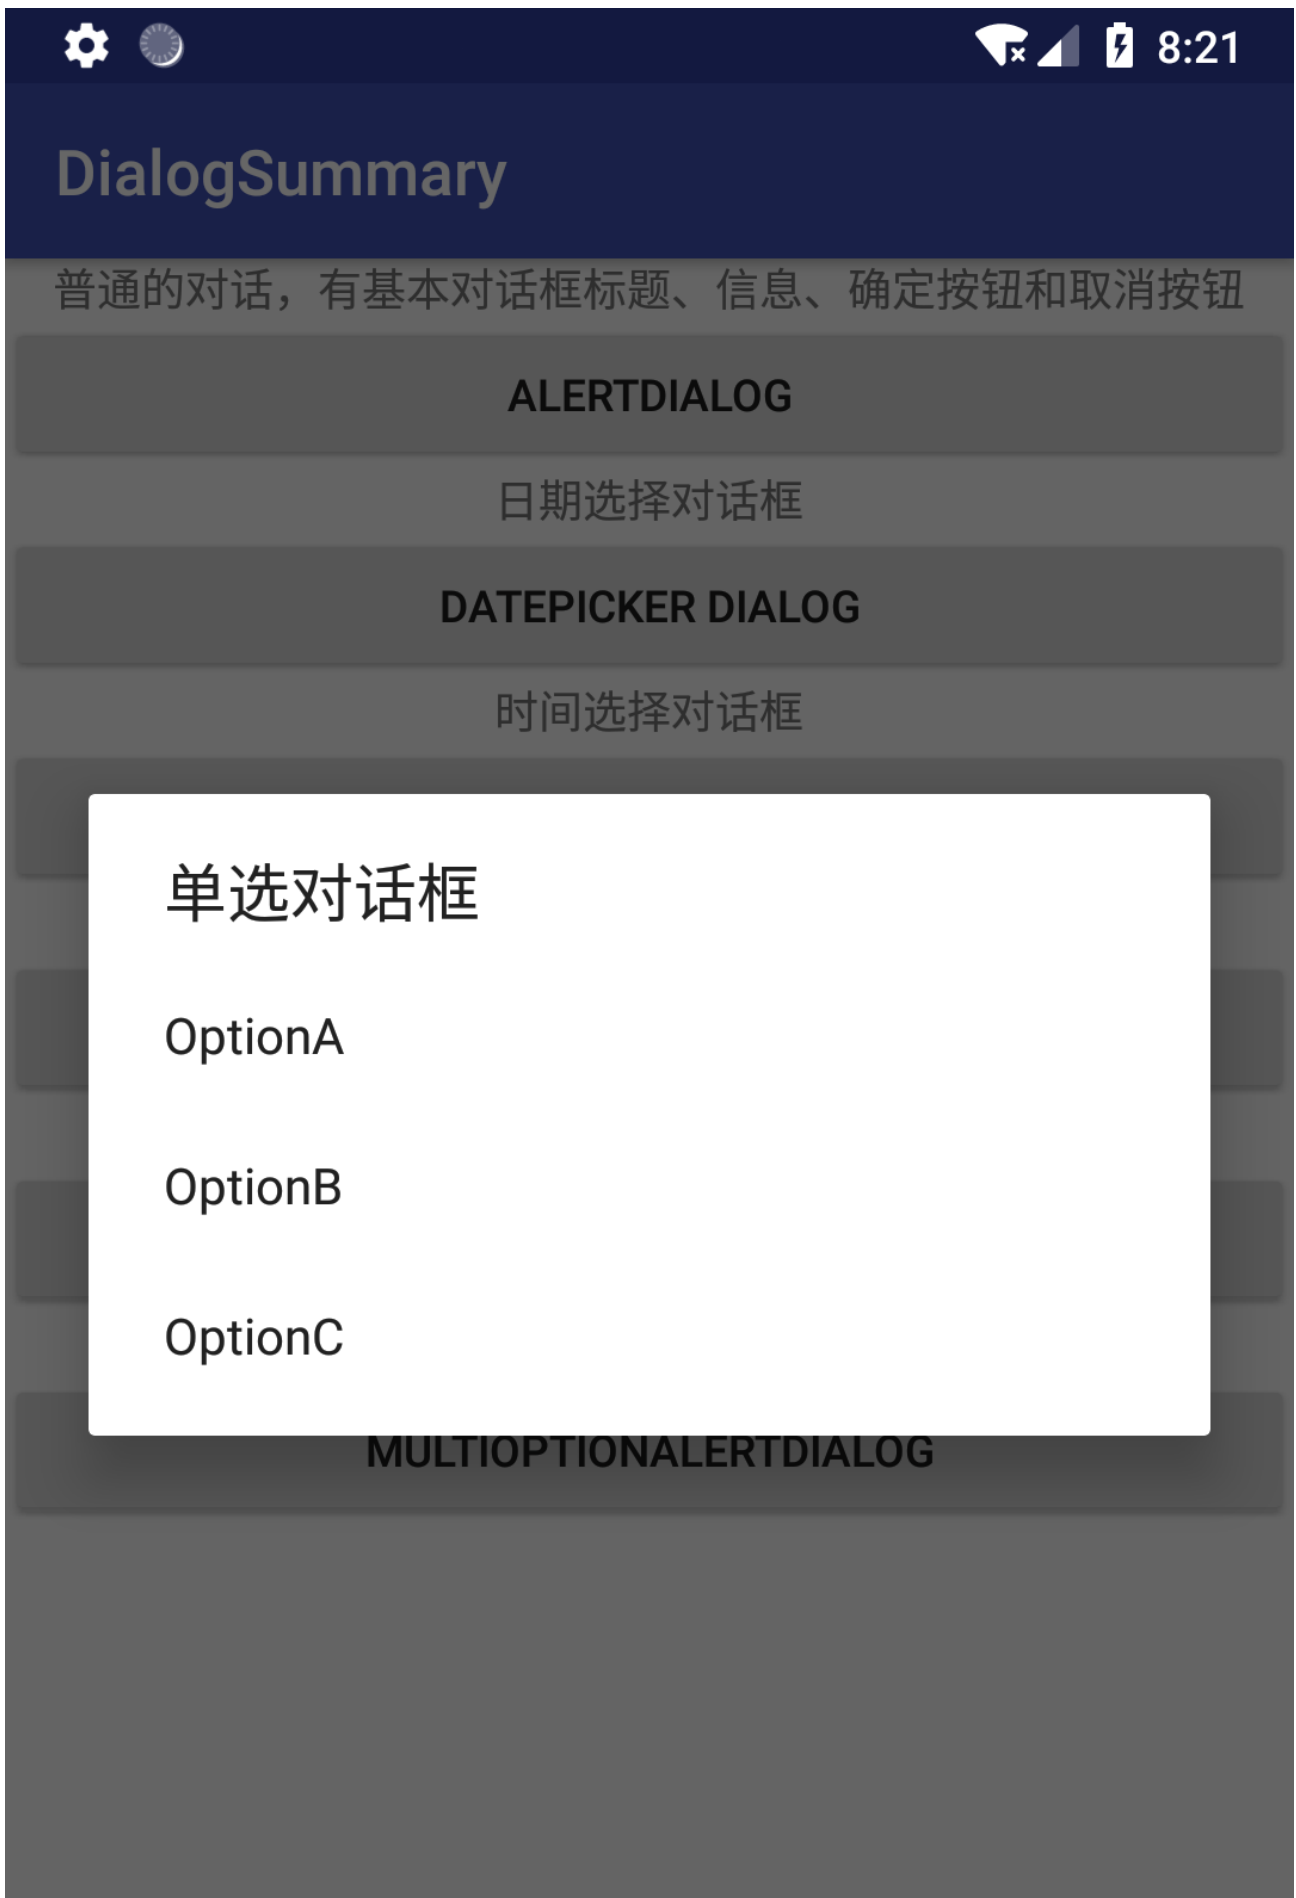 8:21
DialogSummary
普通的对话，有基本对话框标题、信息、确定按钮和取消按钮
ALERTDIALOG
日期选择对话框
DATEPICKER DIALOG
时间选择对话框
单选对话框
OptionA
OptionB
OptionC
MULTIOPTIONALERTDIALOG